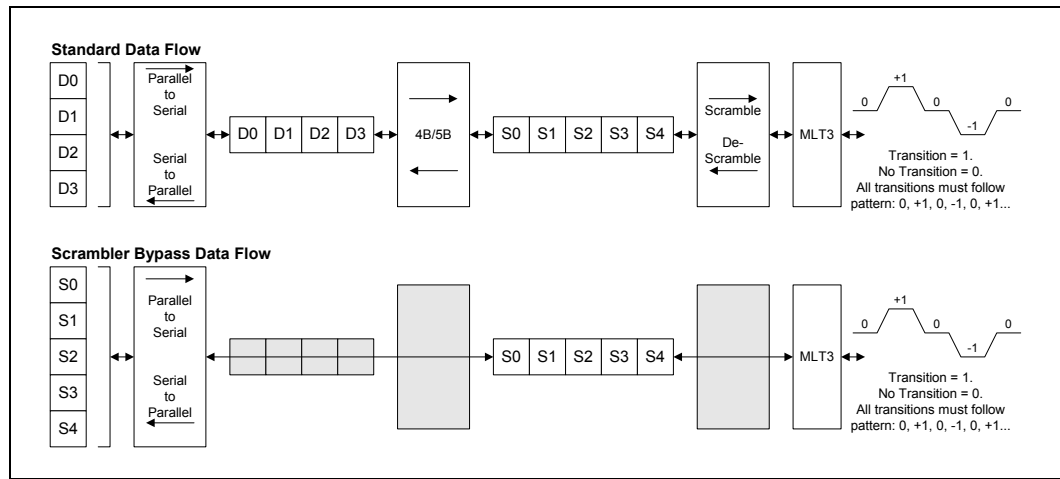 Standard Data Flow
D0
D1
D2
D3
Parallel
to
Serial
Serial
to
Parallel
D0 D1 D2 D3
4B/5B
S0 S1 S2 S3 S4
Scramble
De-
Scramble
MLT3
0 +1 0 -1 0
Transition = 1.
No Transition = 0.
All transitions must follow
pattern: 0, +1, 0, -1, 0, +1...
Scrambler Bypass Data Flow
S0
S1
S2
S3
S4
Parallel
to
Serial
Serial
to
Parallel
S0 S1 S2 S3 S4
MLT3
0 +1 0 -1 0
Transition = 1.
No Transition = 0.
All transitions must follow
pattern: 0, +1, 0, -1, 0, +1...